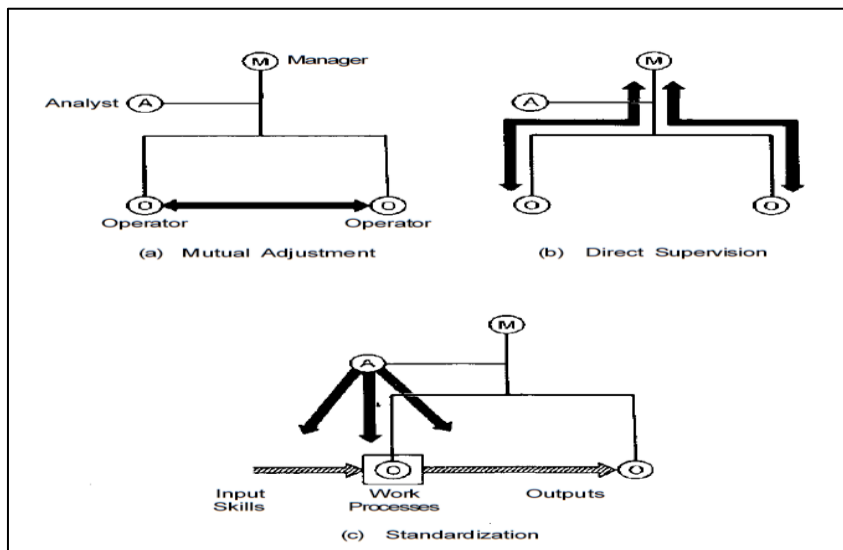 M Manager
Analyst A
O O
Operator Operator
(a) Mutual Adjustment
M
A
O O
(b) Direct Supervision
M
A
O O
Input Skills
Work Processes
Outputs
(c) Standardization